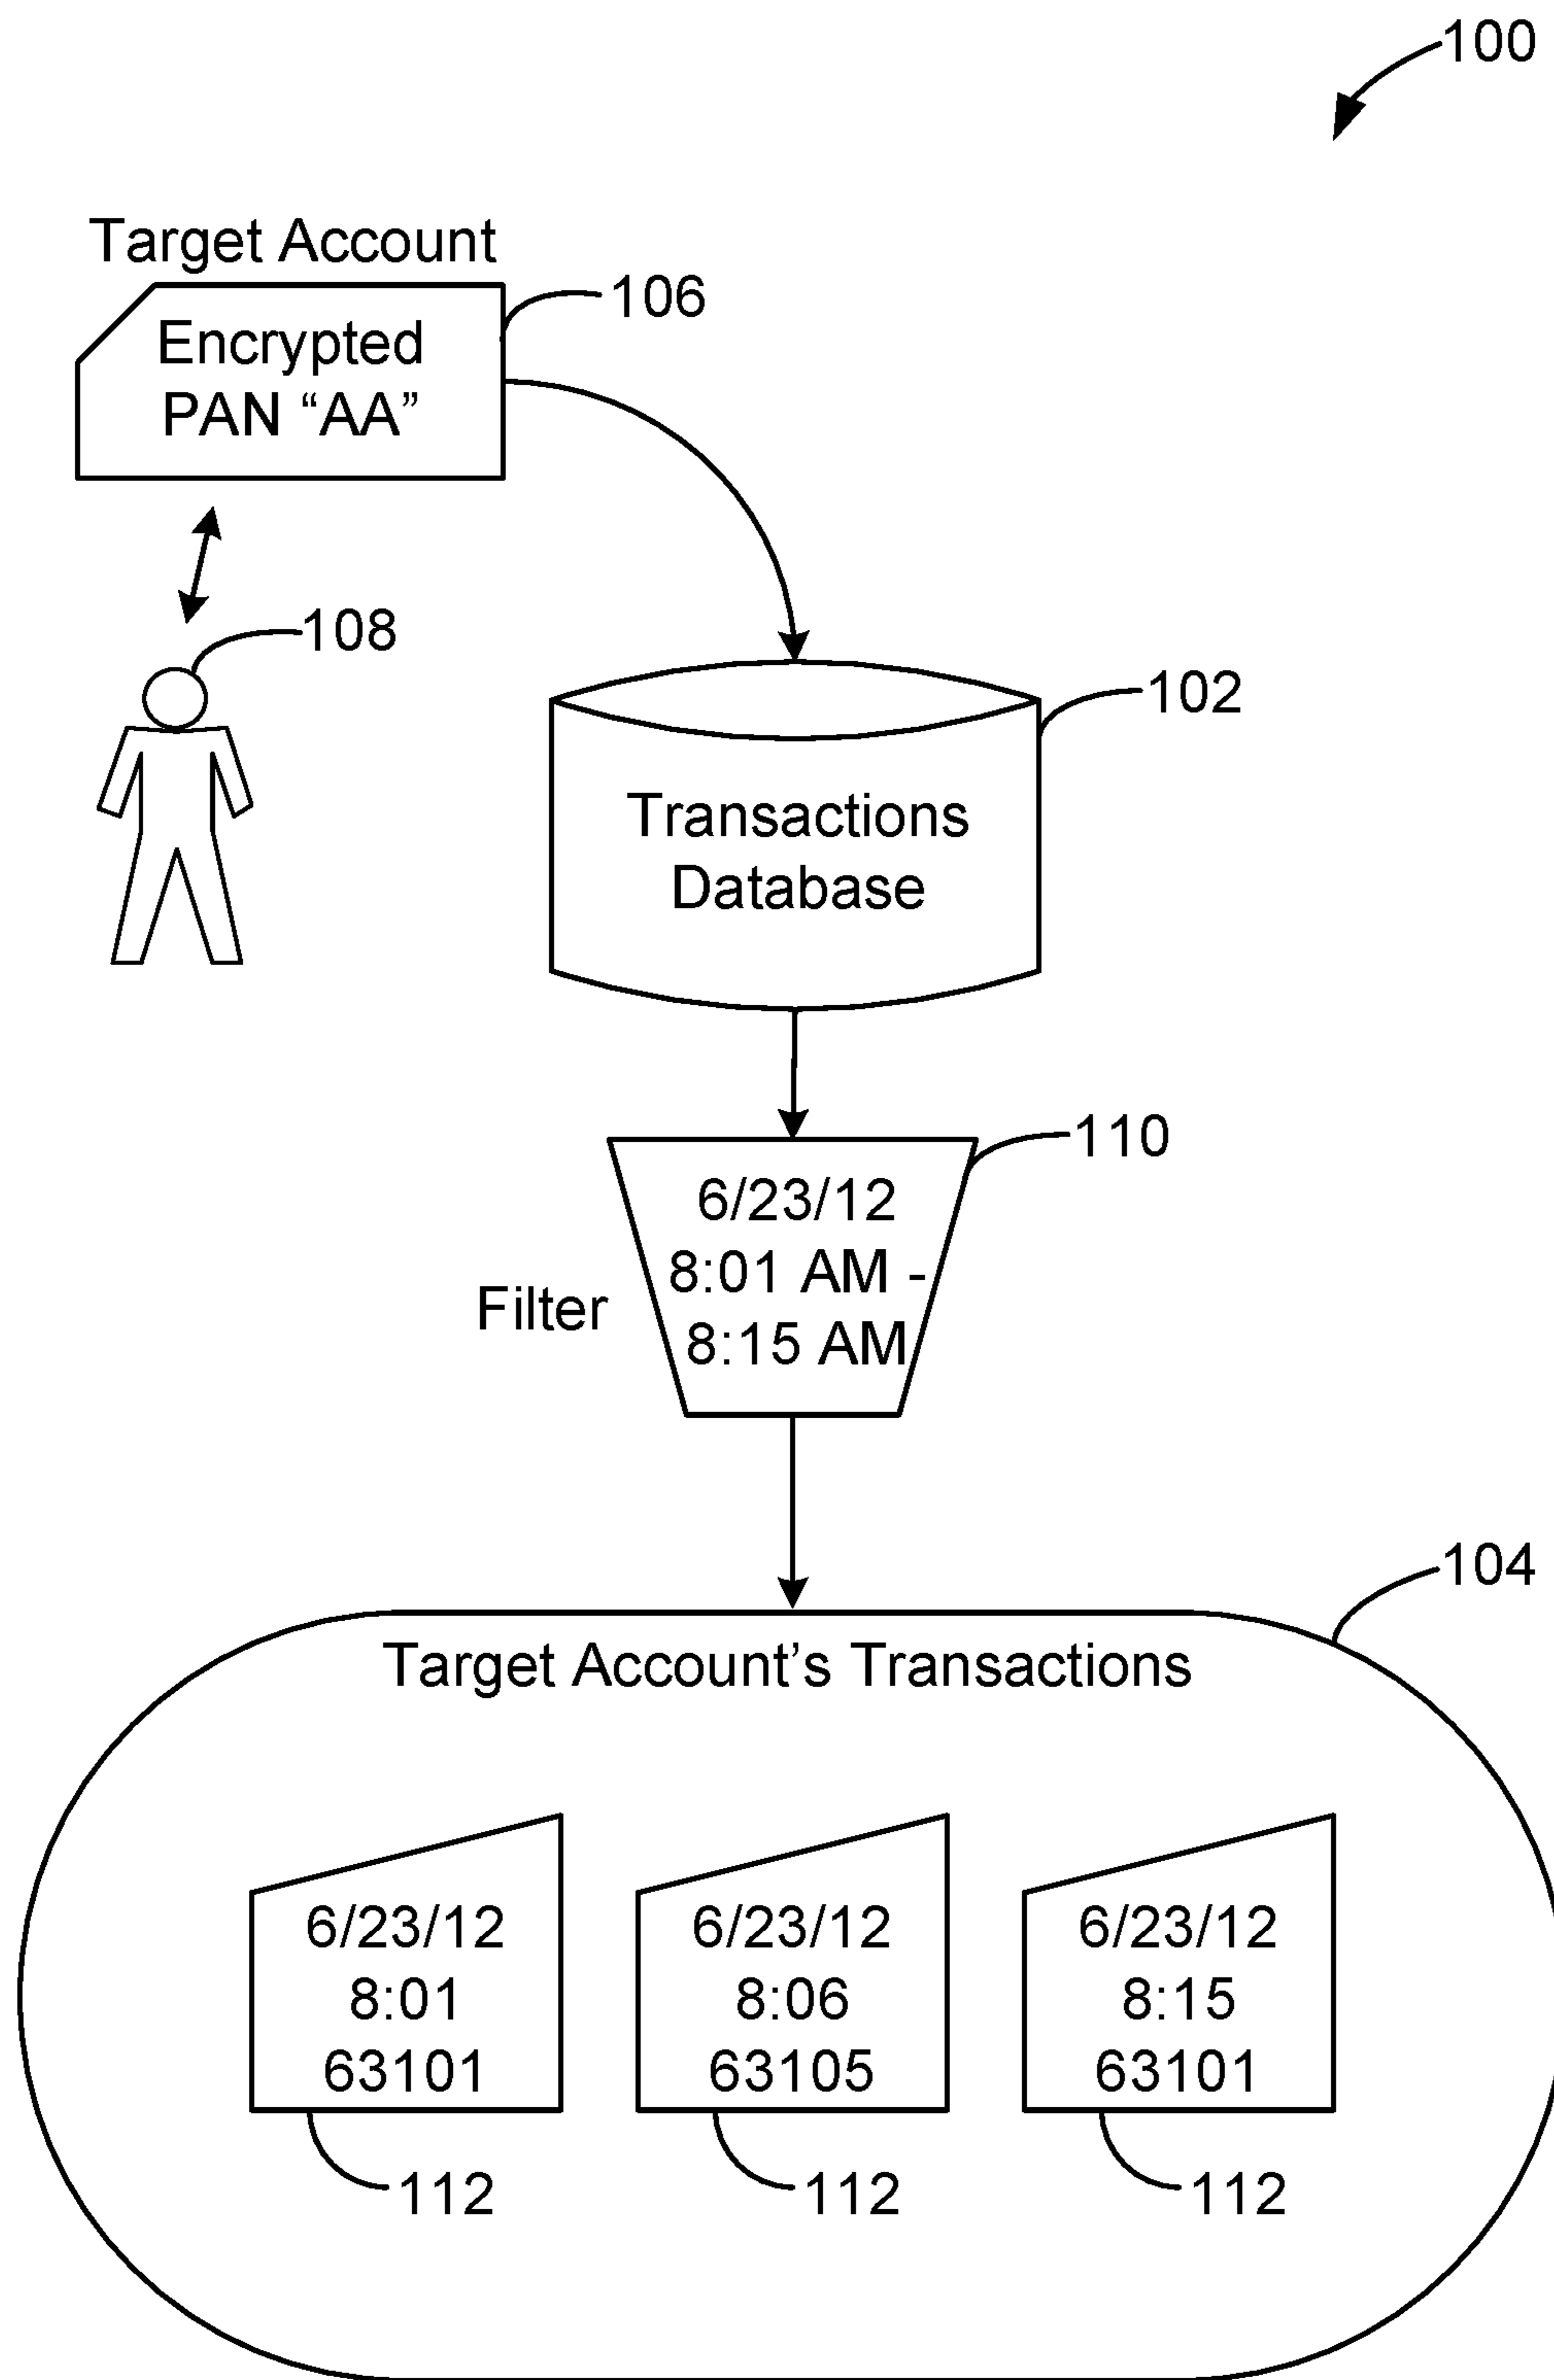 100
Target Account
106
Encrypted
PAN “AA”
108
102
Transactions
Database
110
6/23/12
8:01 AM -
8:15 AM
Filter
104
Target Account’s Transactions
6/23/12
8:01
63101
6/23/12
8:06
63105
6/23/12
8:15
63101
112
112
112